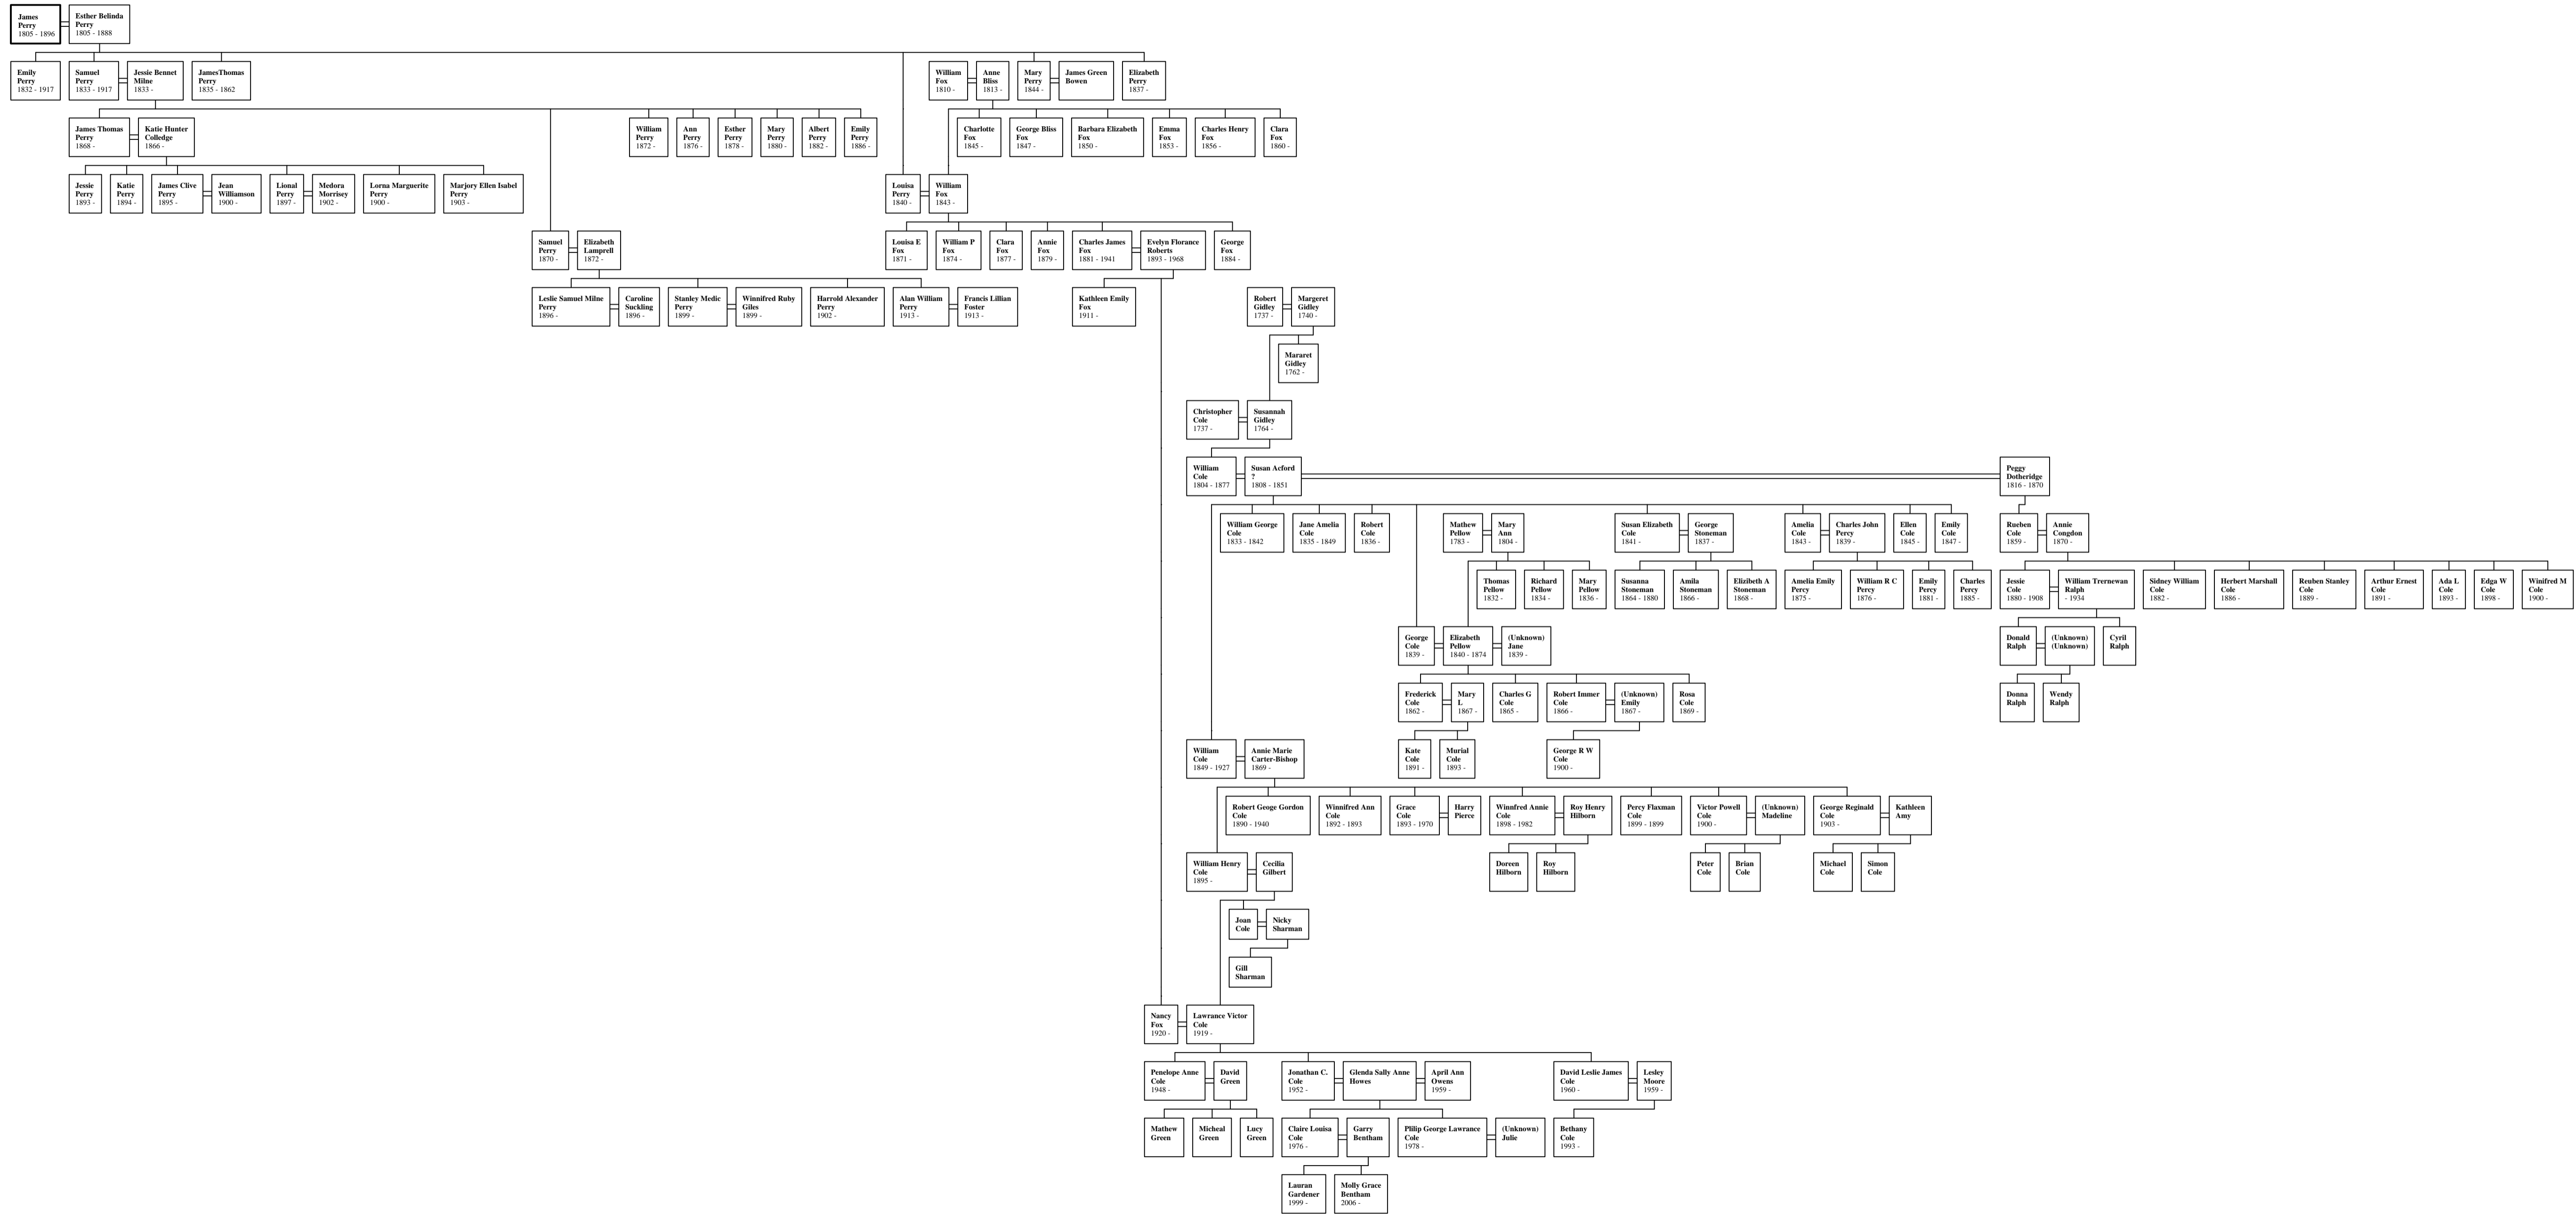 James
Perry
1805 - 1896
Esther Belinda
Perry
1805 - 1888
Emily
Perry
1832 - 1917
Samuel
Perry
1833 - 1917
Jessie Bennet
Milne
1833 -
JamesThomas
Perry
1835 - 1862
William
Fox
1810 -
Anne
Bliss
1813 -
Mary
Perry
1844 -
James Green
Bowen
Elizabeth
Perry
1837 -
James Thomas
Perry
1868 -
Katie Hunter
Colledge
1866 -
William
Perry
1872 -
Ann
Perry
1876 -
Esther
Perry
1878 -
Mary
Perry
1880 -
Albert
Perry
1882 -
Emily
Perry
1886 -
Charlotte
Fox
1845 -
George Bliss
Fox
1847 -
Barbara Elizabeth
Fox
1850 -
Emma
Fox
1853 -
Charles Henry
Fox
1856 -
Clara
Fox
1860 -
Jessie
Perry
1893 -
Katie
Perry
1894 -
James Clive
Perry
1895 -
Jean
Williamson
1900 -
Lional
Perry
1897 -
Medora
Morrisey
1902 -
Lorna Marguerite
Perry
1900 -
Marjory Ellen Isabel
Perry
1903 -
Louisa
Perry
1840 -
William
Fox
1843 -
Samuel
Perry
1870 -
Elizabeth
Lamprell
1872 -
Louisa E
Fox
1871 -
William P
Fox
1874 -
Clara
Fox
1877 -
Annie
Fox
1879 -
Charles James
Fox
1881 - 1941
Evelyn Florance
Roberts
1893 - 1968
George
Fox
1884 -
Leslie Samuel Milne
Perry
1896 -
Caroline
Suckling
1896 -
Stanley Medic
Perry
1899 -
Winnifred Ruby
Giles
1899 -
Harrold Alexander
Perry
1902 -
Alan William
Perry
1913 -
Francis Lillian
Foster
1913 -
Kathleen Emily
Fox
1911 -
Robert
Gidley
1737 -
Margeret
Gidley
1740 -
Mararet
Gidley
1762 -
Christopher
Cole
1737 -
Susannah
Gidley
1764 -
William
Cole
1804 - 1877
Susan Acford
?
1808 - 1851
Peggy
Dotheridge
1816 - 1870
William George
Cole
1833 - 1842
Jane Amelia
Cole
1835 - 1849
Robert
Cole
1836 -
Mathew
Pellow
1783 -
Mary
Ann
1804 -
Susan Elizabeth
Cole
1841 -
George
Stoneman
1837 -
Amelia
Cole
1843 -
Charles John
Percy
1839 -
Ellen
Cole
1845 -
Emily
Cole
1847 -
Rueben
Cole
1859 -
Annie
Congdon
1870 -
Thomas
Pellow
1832 -
Richard
Pellow
1834 -
Mary
Pellow
1836 -
Susanna
Stoneman
1864 - 1880
Amila
Stoneman
1866 -
Elizibeth A
Stoneman
1868 -
Amelia Emily
Percy
1875 -
William R C
Percy
1876 -
Emily
Percy
1881 -
Charles
Percy
1885 -
Jessie
Cole
1880 - 1908
William Trernewan
Ralph
- 1934
Sidney William
Cole
1882 -
Herbert Marshall
Cole
1886 -
Reuben Stanley
Cole
1889 -
Arthur Ernest
Cole
1891 -
Ada L
Cole
1893 -
Edga W
Cole
1898 -
Winifred M
Cole
1900 -
George
Cole
1839 -
Elizabeth
Pellow
1840 - 1874
(Unknown)
Jane
1839 -
Donald
Ralph
(Unknown)
(Unknown)
Cyril
Ralph
Frederick
Cole
1862 -
Mary
L
1867 -
Charles G
Cole
1865 -
Robert Immer
Cole
1866 -
(Unknown)
Emily
1867 -
Rosa
Cole
1869 -
Donna
Ralph
Wendy
Ralph
William
Cole
1849 - 1927
Annie Marie
Carter-Bishop
1869 -
Kate
Cole
1891 -
Murial
Cole
1893 -
George R W
Cole
1900 -
Robert Geoge Gordon
Cole
1890 - 1940
Winnifred Ann
Cole
1892 - 1893
Grace
Cole
1893 - 1970
Harry
Pierce
Winnfred Annie
Cole
1898 - 1982
Roy Henry
Hilborn
Percy Flaxman
Cole
1899 - 1899
Victor Powell
Cole
1900 -
(Unknown)
Madeline
George Reginald
Cole
1903 -
Kathleen
Amy
William Henry
Cole
1895 -
Cecilia
Gilbert
Doreen
Hilborn
Roy
Hilborn
Peter
Cole
Brian
Cole
Michael
Cole
Simon
Cole
Joan
Cole
Nicky
Sharman
Gill
Sharman
Nancy
Fox
1920 -
Lawrance Victor
Cole
1919 -
Penelope Anne
Cole
1948 -
David
Green
Jonathan C.
Cole
1952 -
Glenda Sally Anne
Howes
April Ann
Owens
1959 -
David Leslie James
Cole
1960 -
Lesley
Moore
1959 -
Mathew
Green
Micheal
Green
Lucy
Green
Claire Louisa
Cole
1976 -
Garry
Bentham
Plilip George Lawrance
Cole
1978 -
(Unknown)
Julie
Bethany
Cole
1993 -
Lauran
Gardener
1999 -
Molly Grace
Bentham
2006 -